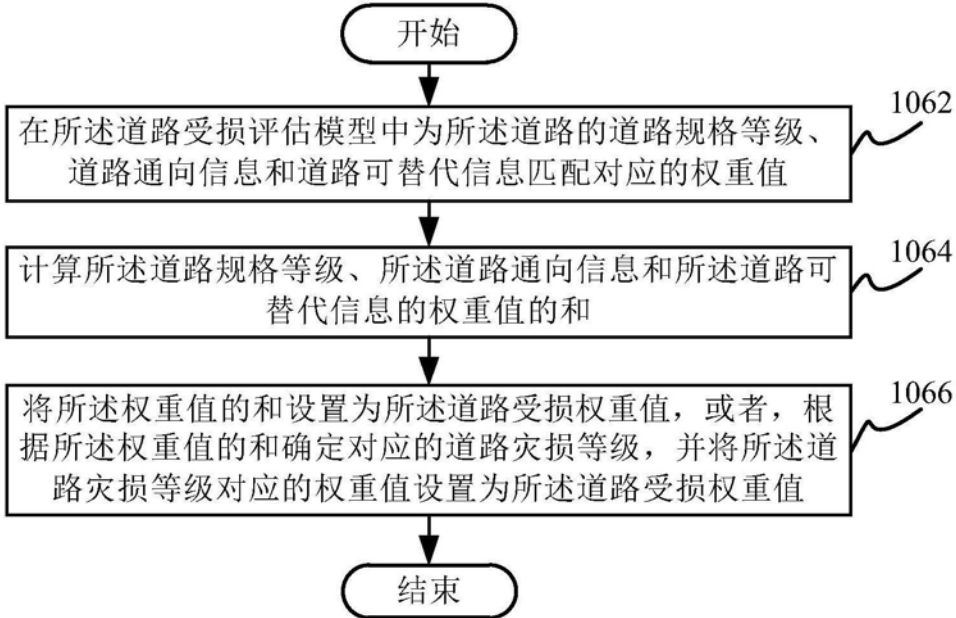 开始
1062
在所述道路受损评估模型中为所述道路的道路规格等级、
道路通向信息和道路可替代信息匹配对应的权重值
1064
计算所述道路规格等级、所述道路通向信息和所述道路可
替代信息的权重值的和
1066
将所述权重值的和设置为所述道路受损权重值，或者，根
据所述权重值的和确定对应的道路灾损等级，并将所述道
路灾损等级对应的权重值设置为所述道路受损权重值
结束